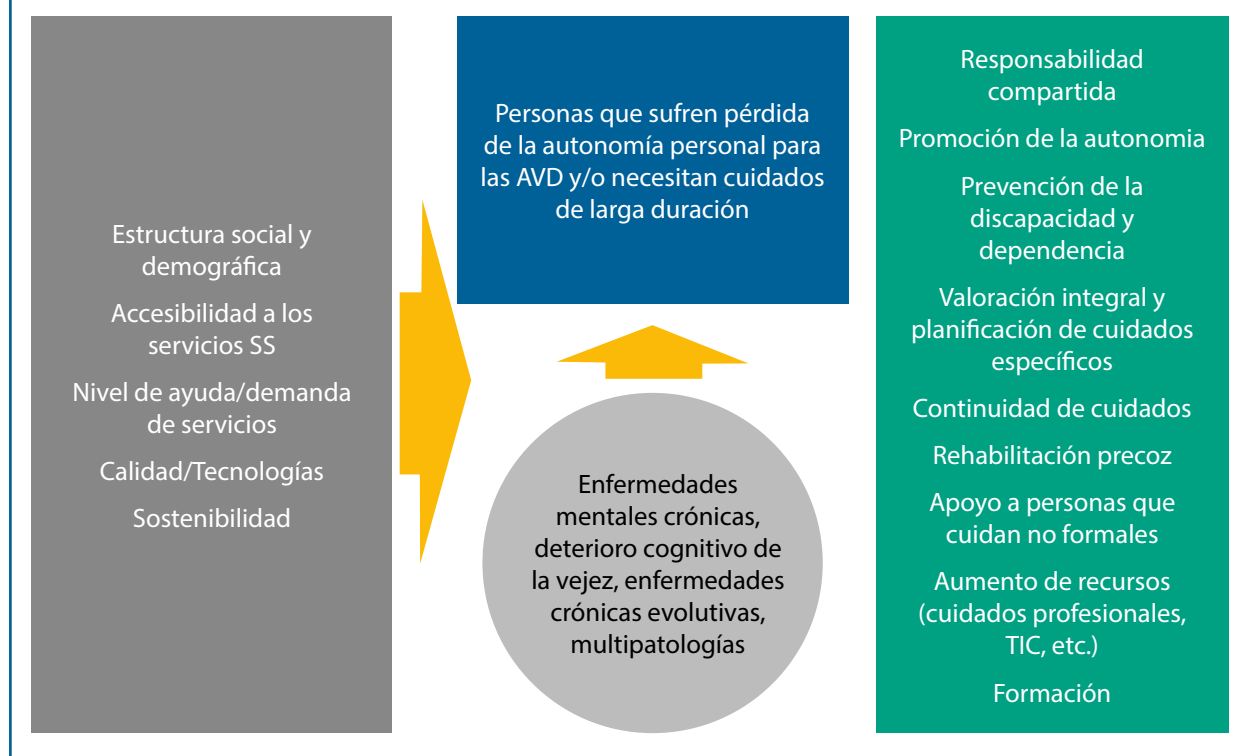 Estructura social y
demográfica
Accesibilidad a los
servicios SS
Nivel de ayuda/demanda
de servicios
Calidad/Tecnologías
Sostenibilidad
Personas que sufren pérdida
de la autonomía personal para
las AVD y/o necesitan cuidados
de larga duración
Enfermedades
mentales crónicas,
deterioro cognitivo de
la vejez, enfermedades
crónicas evolutivas,
multipatologías
Responsabilidad
compartida
Promoción de la autonomia
Prevención de la
discapacidad y
dependencia
Valoración integral y
planificación de cuidados
específicos
Continuidad de cuidados
Rehabilitación precoz
Apoyo a personas que
cuidan no formales
Aumento de recursos
(cuidados profesionales,
TIC, etc.)
Formación